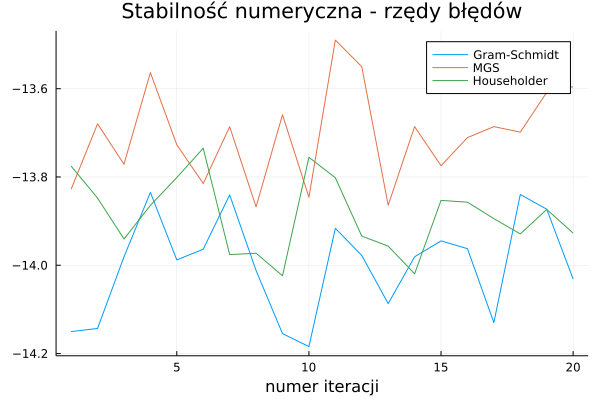 Stabilność numeryczna - rzędy błędów
Gram-Schmidt
MGS
Householder
−13.6
−13.8
−14.0
−14.2
5
10
15
20
numer iteracji